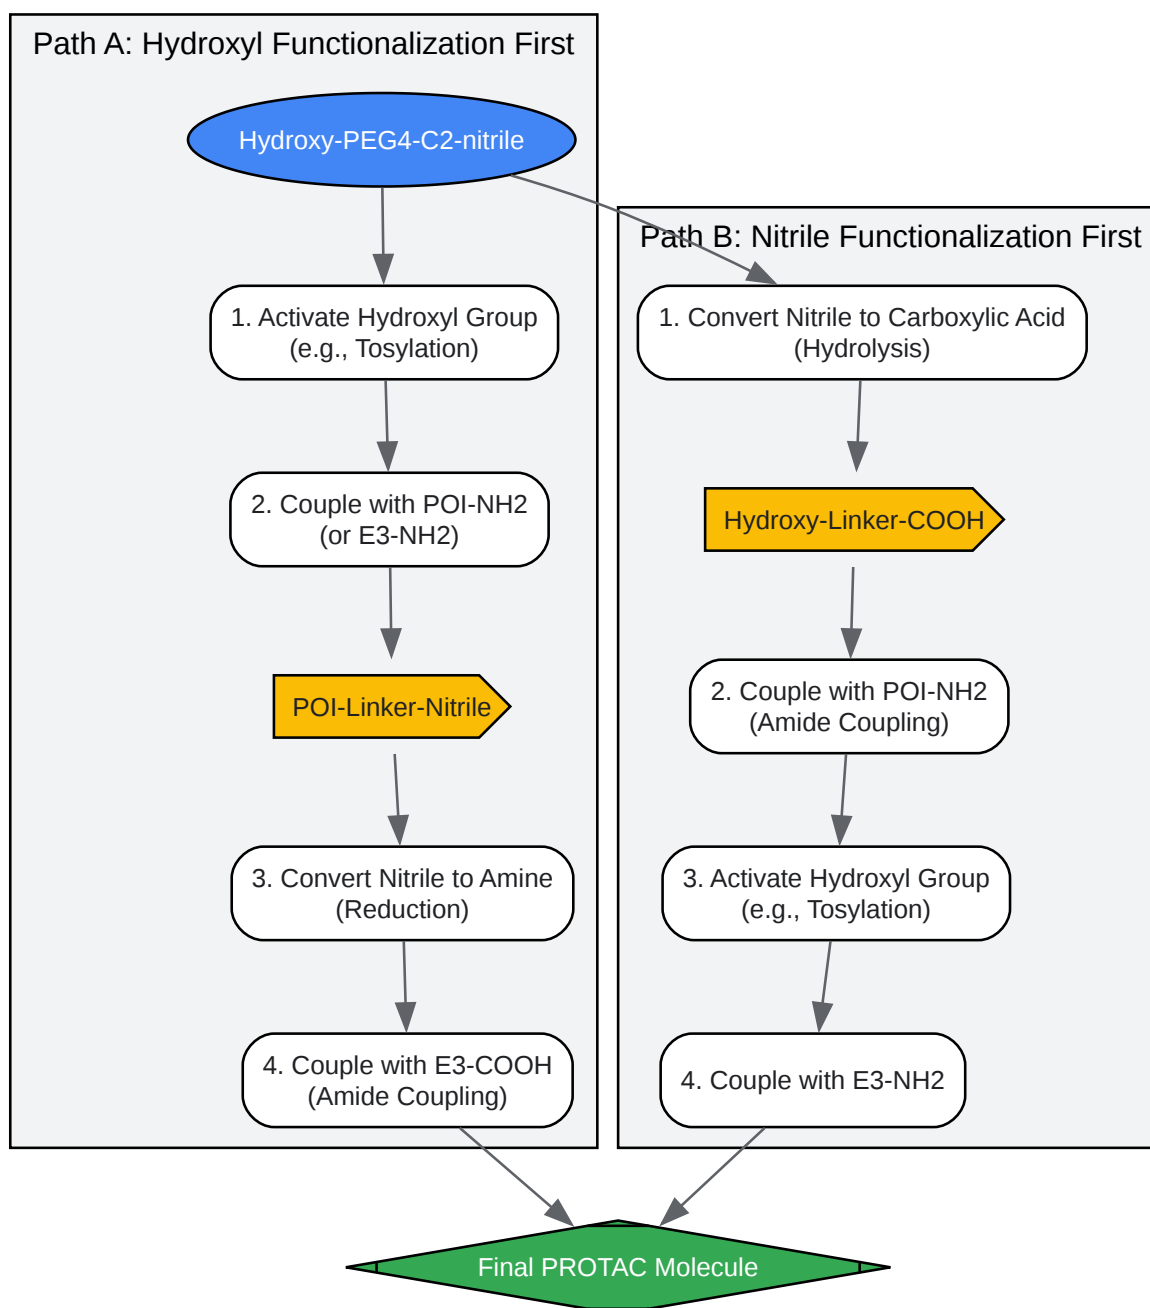 Path A: Hydroxyl Functionalization First
Hydroxy-PEG4-C2-nitrile
1. Activate Hydroxyl Group
(e.g., Tosylation)
2. Couple with POI-NH2
(or E3-NH2)
POI-Linker-Nitrile
3. Convert Nitrile to Amine
(Reduction)
4. Couple with E3-COOH
(Amide Coupling)
Path B: Nitrile Functionalization First
1. Convert Nitrile to Carboxylic Acid
(Hydrolysis)
Hydroxy-Linker-COOH
2. Couple with POI-NH2
(Amide Coupling)
3. Activate Hydroxyl Group
(e.g., Tosylation)
4. Couple with E3-NH2
Final PROTAC Molecule